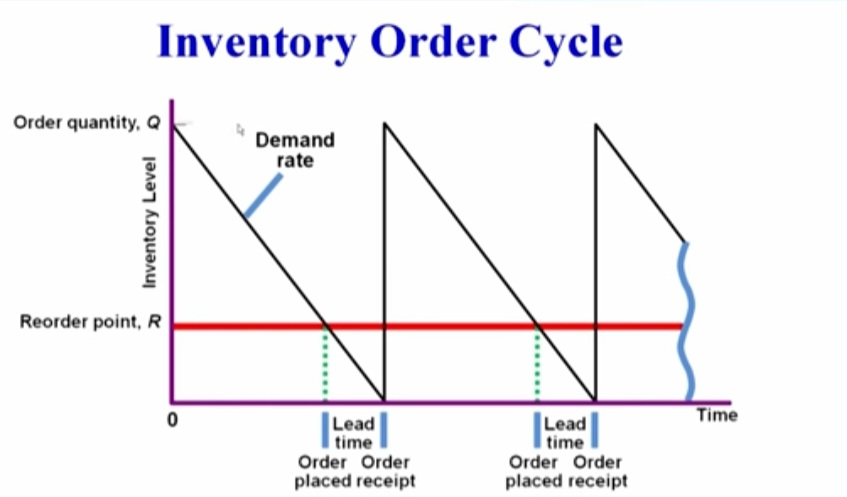 Inventory Order Cycle
Order quantity, Q
Demand
rate
Inventory Level
Reorder point, R
0
Time
Lead
time
Order Order
placed receipt
Lead
time
Order Order
placed receipt